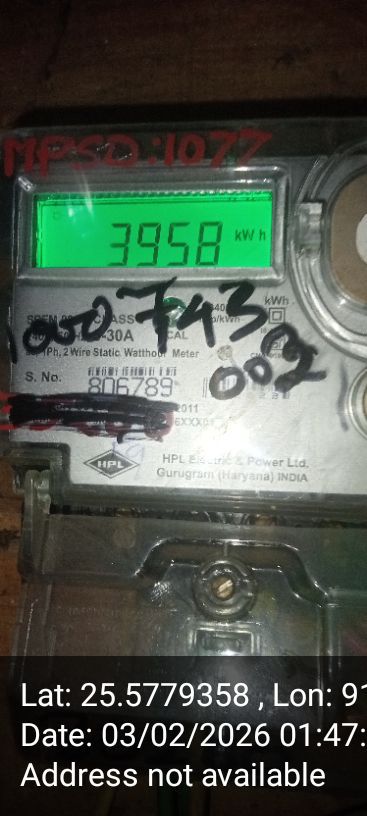 MPSD:1077
3958 kWh
kWh
1000743
002
-30A
1Ph, 2 Wire Static Watthour Meter
S. No.
806789
2011
HPL
HPL Electric & Power Ltd.
Gurugram (Haryana) INDIA
Lat: 25.5779358 , Lon: 91
Date: 03/02/2026 01:47:
Address not available